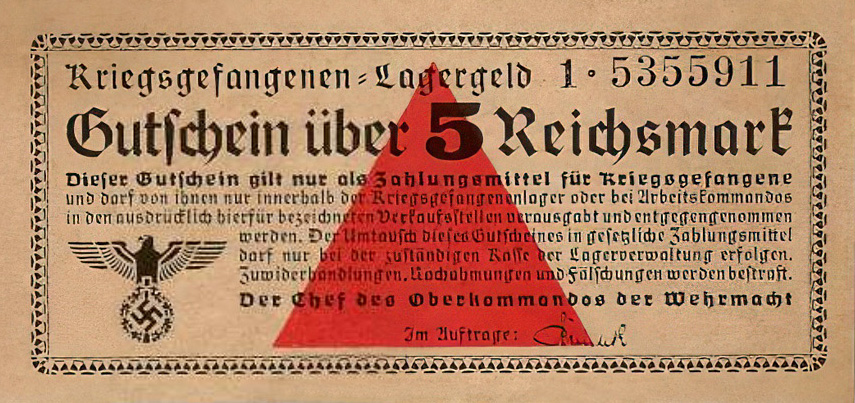 Kriegsgefangenen-Lagergeld 1·5355911
Gutschein über 5 Reichsmark
Dieser Gutschein gilt nur als Zahlungsmittel für Kriegsgefangene
und darf von ihnen nur innerhalb der Kriegsgefangenenlager oder bei Arbeitskommandos
in den ausdrücklich hierfür bezeichneten Verkaufsstellen verausgabt und entgegengenommen
werden. Der Umtausch dieses Gutscheines in gesetzliche Zahlungsmittel
darf nur bei der zuständigen Kasse der Lagerverwaltung erfolgen.
Zuwiderhandlungen, Nachahmungen und Fälschungen werden bestraft.
Der Chef des Oberkommandos der Wehrmacht
Im Auftrage: